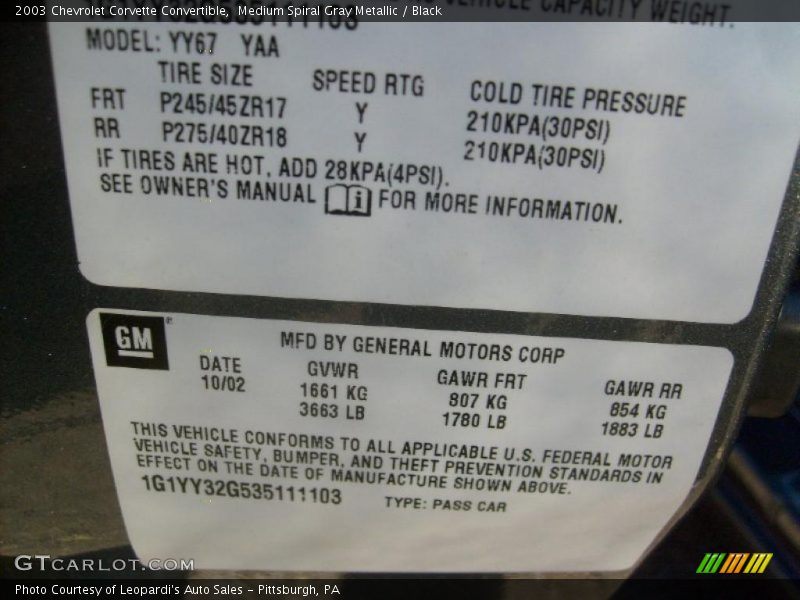 2003 Chevrolet Corvette Convertible,  Medium Spiral Gray Metallic / Black
VEHICLE CAPACITY WEIGHT.
MODEL: YY67 YAA
TIRE SIZE SPEED RTG COLD TIRE PRESSURE
FRT P245/45ZR17 Y 210KPA(30PSI)
RR P275/40ZR18 Y 210KPA(30PSI)
IF TIRES ARE HOT, ADD 28KPA(4PSI).
SEE OWNER'S MANUAL i FOR MORE INFORMATION.
GM®
MFD BY GENERAL MOTORS CORP
DATE GVWR GAWR FRT GAWR RR
10/02 1661 KG 807 KG 854 KG
3663 LB 1780 LB 1883 LB
THIS VEHICLE CONFORMS TO ALL APPLICABLE U.S. FEDERAL MOTOR
VEHICLE SAFETY, BUMPER, AND THEFT PREVENTION STANDARDS IN
EFFECT ON THE DATE OF MANUFACTURE SHOWN ABOVE.
1G1YY32G535111103 TYPE: PASS CAR
GTCARLOT.COM
Photo Courtesy of Leopardi's Auto Sales - Pittsburgh, PA